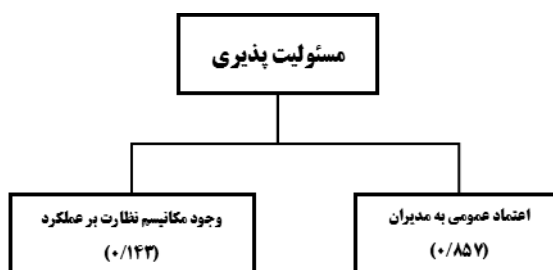 مسئولیت پذیری
اعتماد عمومی به مدیران
(۰/۸۵۷)
وجود مکانیسم نظارت بر عملکرد
(۰/۱۴۳)